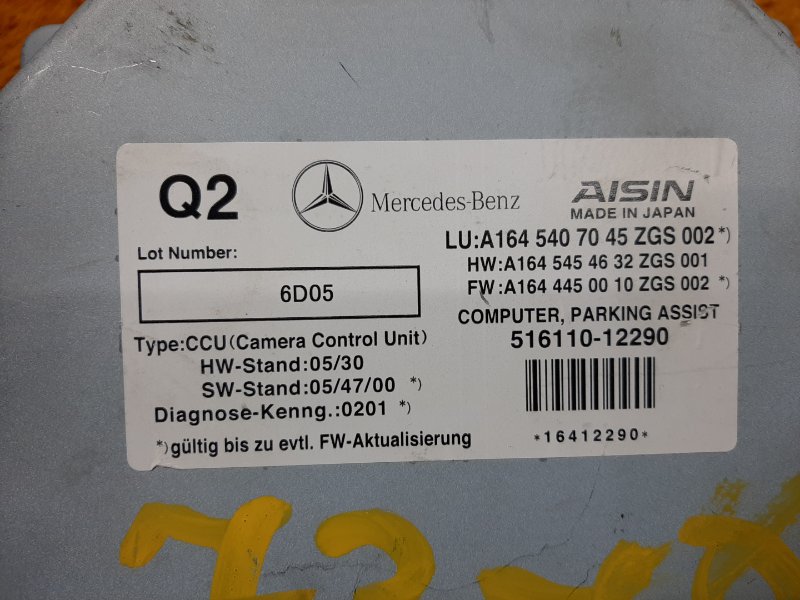 Q2
Mercedes-Benz
AISIN
MADE IN JAPAN
LU:A164 540 70 45 ZGS 002*)
HW:A164 545 46 32 ZGS 001
FW:A164 445 00 10 ZGS 002 *)
Lot Number:
6D05
COMPUTER, PARKING ASSIST
516110-12290
Type:CCU(Camera Control Unit)
HW-Stand:05/30
SW-Stand:05/47/00 *)
Diagnose-Kenng.:0201 *)
*)gültig bis zu evtl. FW-Aktualisierung
*16412290*